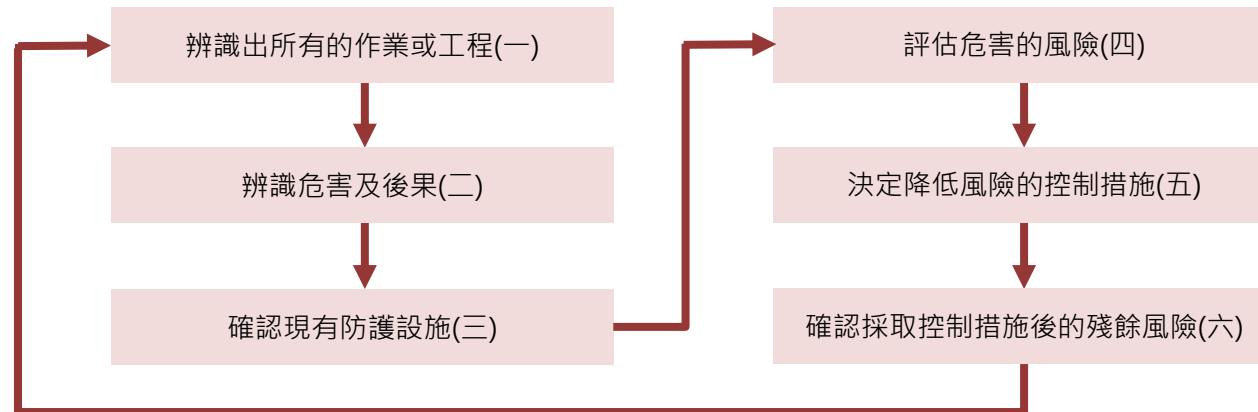 辨識出所有的作業或工程(一)
辨識危害及後果(二)
確認現有防護設施(三)
評估危害的風險(四)
決定降低風險的控制措施(五)
確認採取控制措施後的殘餘風險(六)